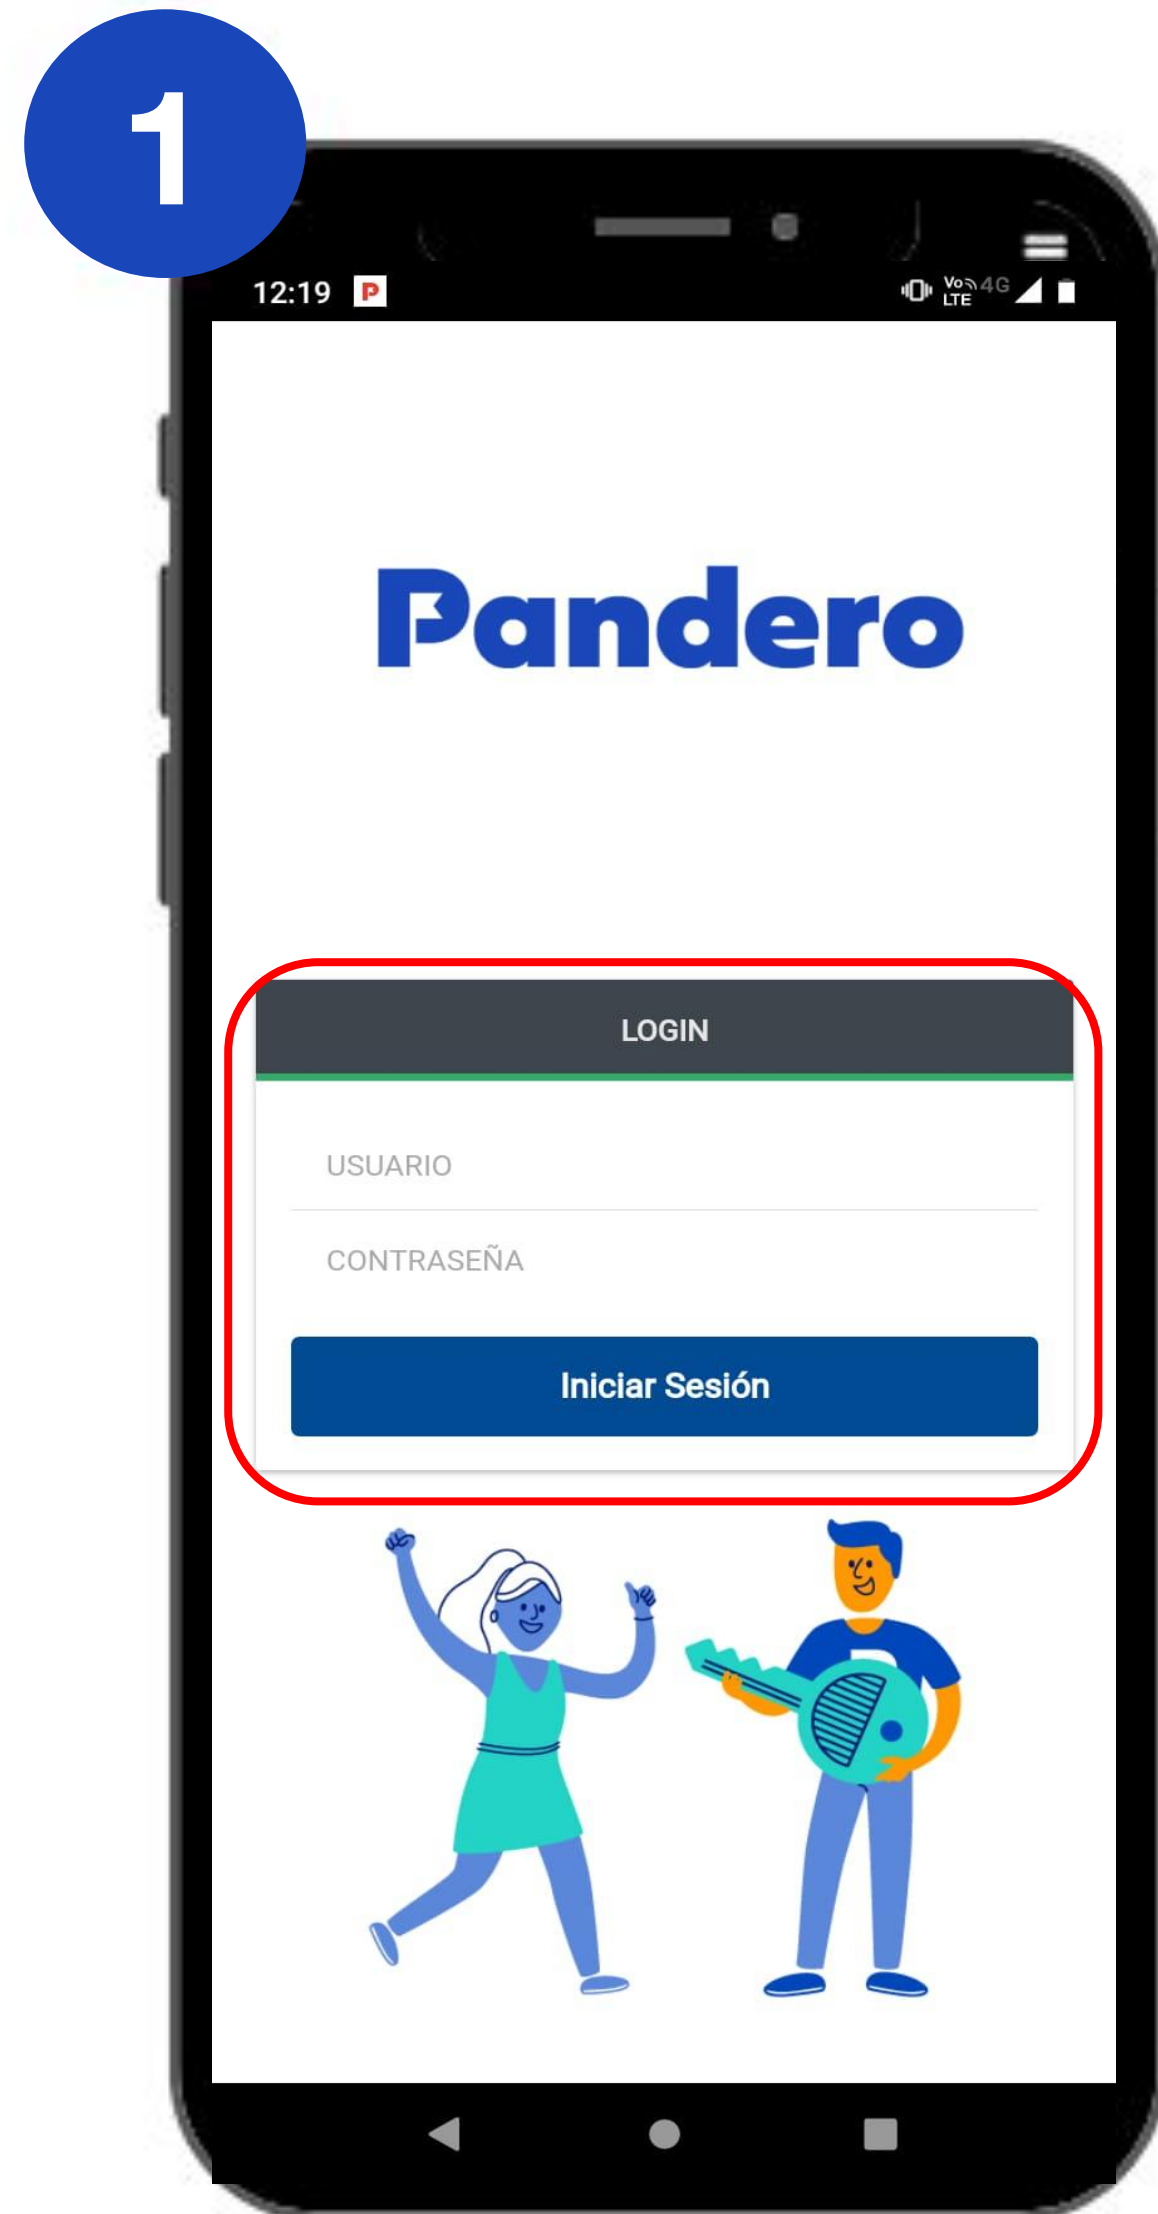 1
12:19 P
Vo LTE 4G
Pandero
LOGIN
USUARIO
CONTRASEÑA
Iniciar Sesión